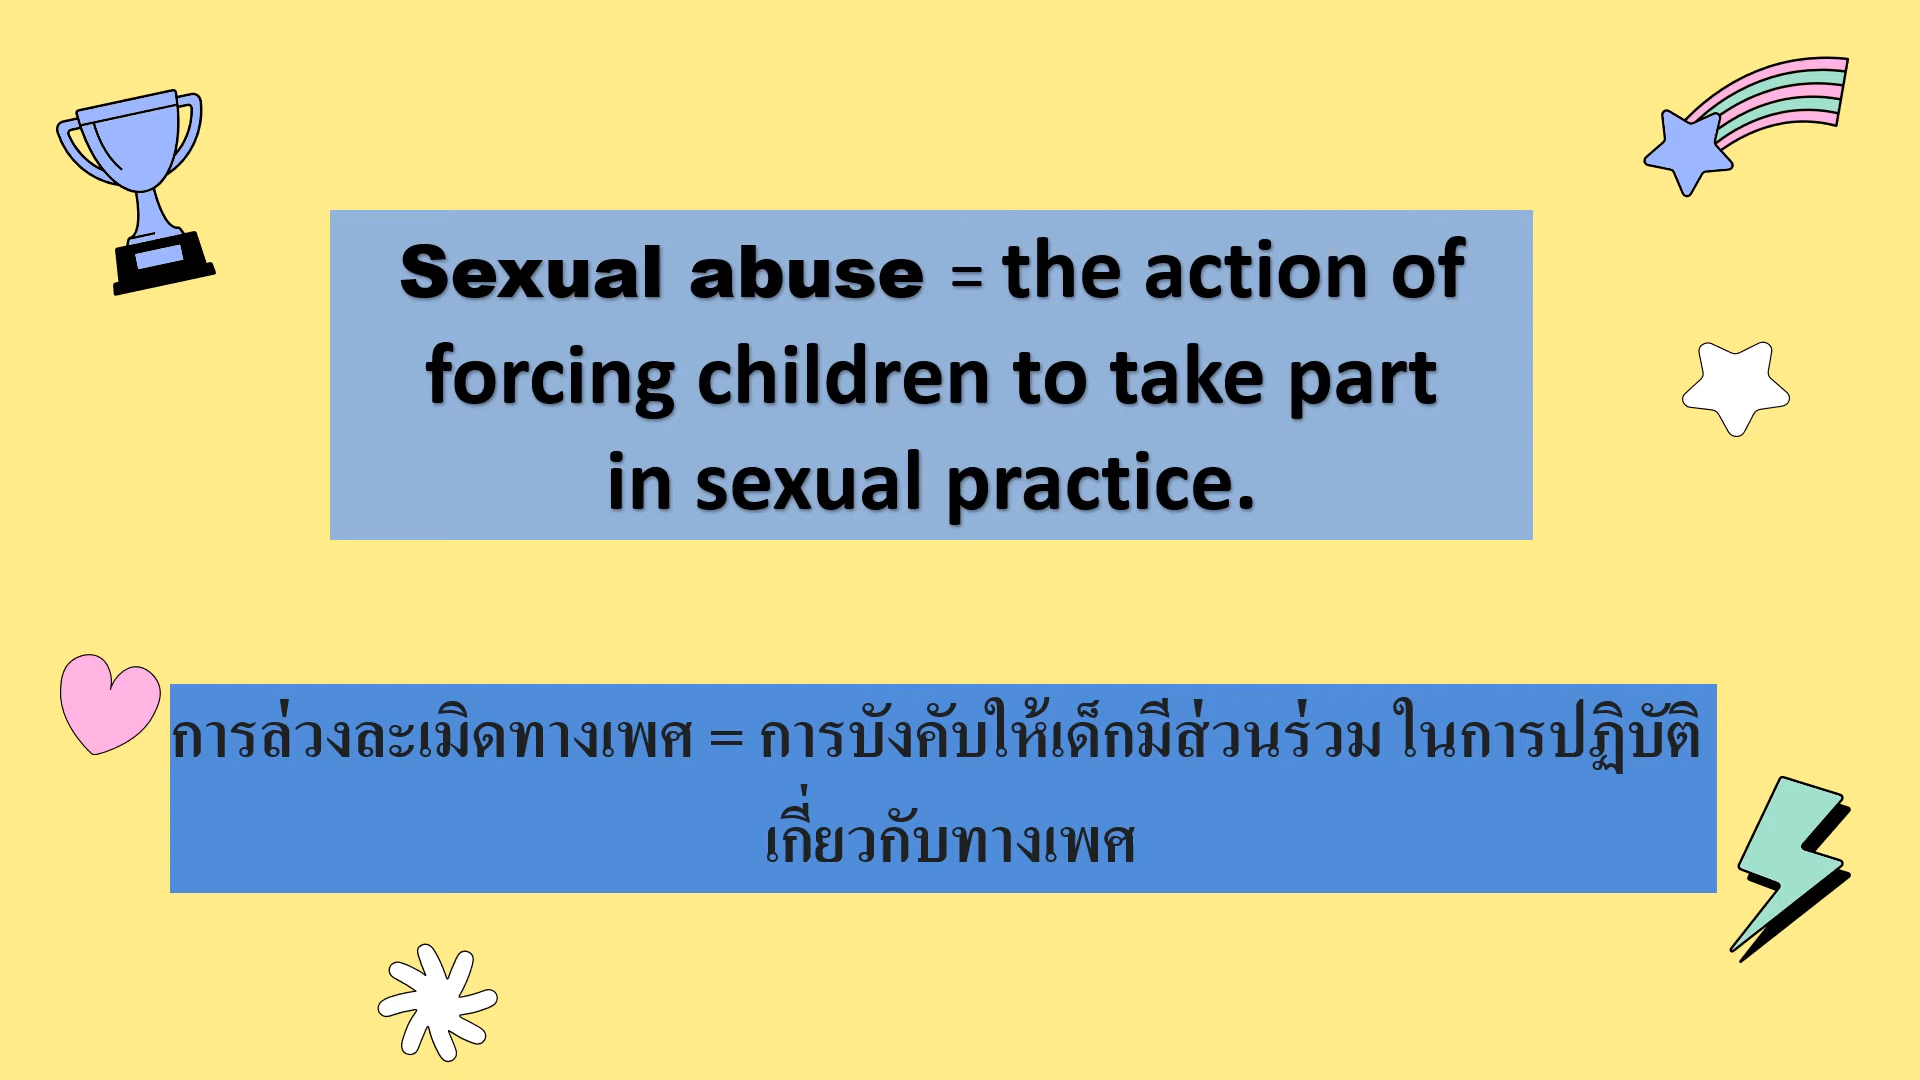 Sexual abuse = the action of
forcing children to take part
in sexual practice.
การล่วงละเมิดทางเพศ = การบังคับให้เด็กมีส่วนร่วม ในการปฏิบัติ
เกี่ยวกับทางเพศ